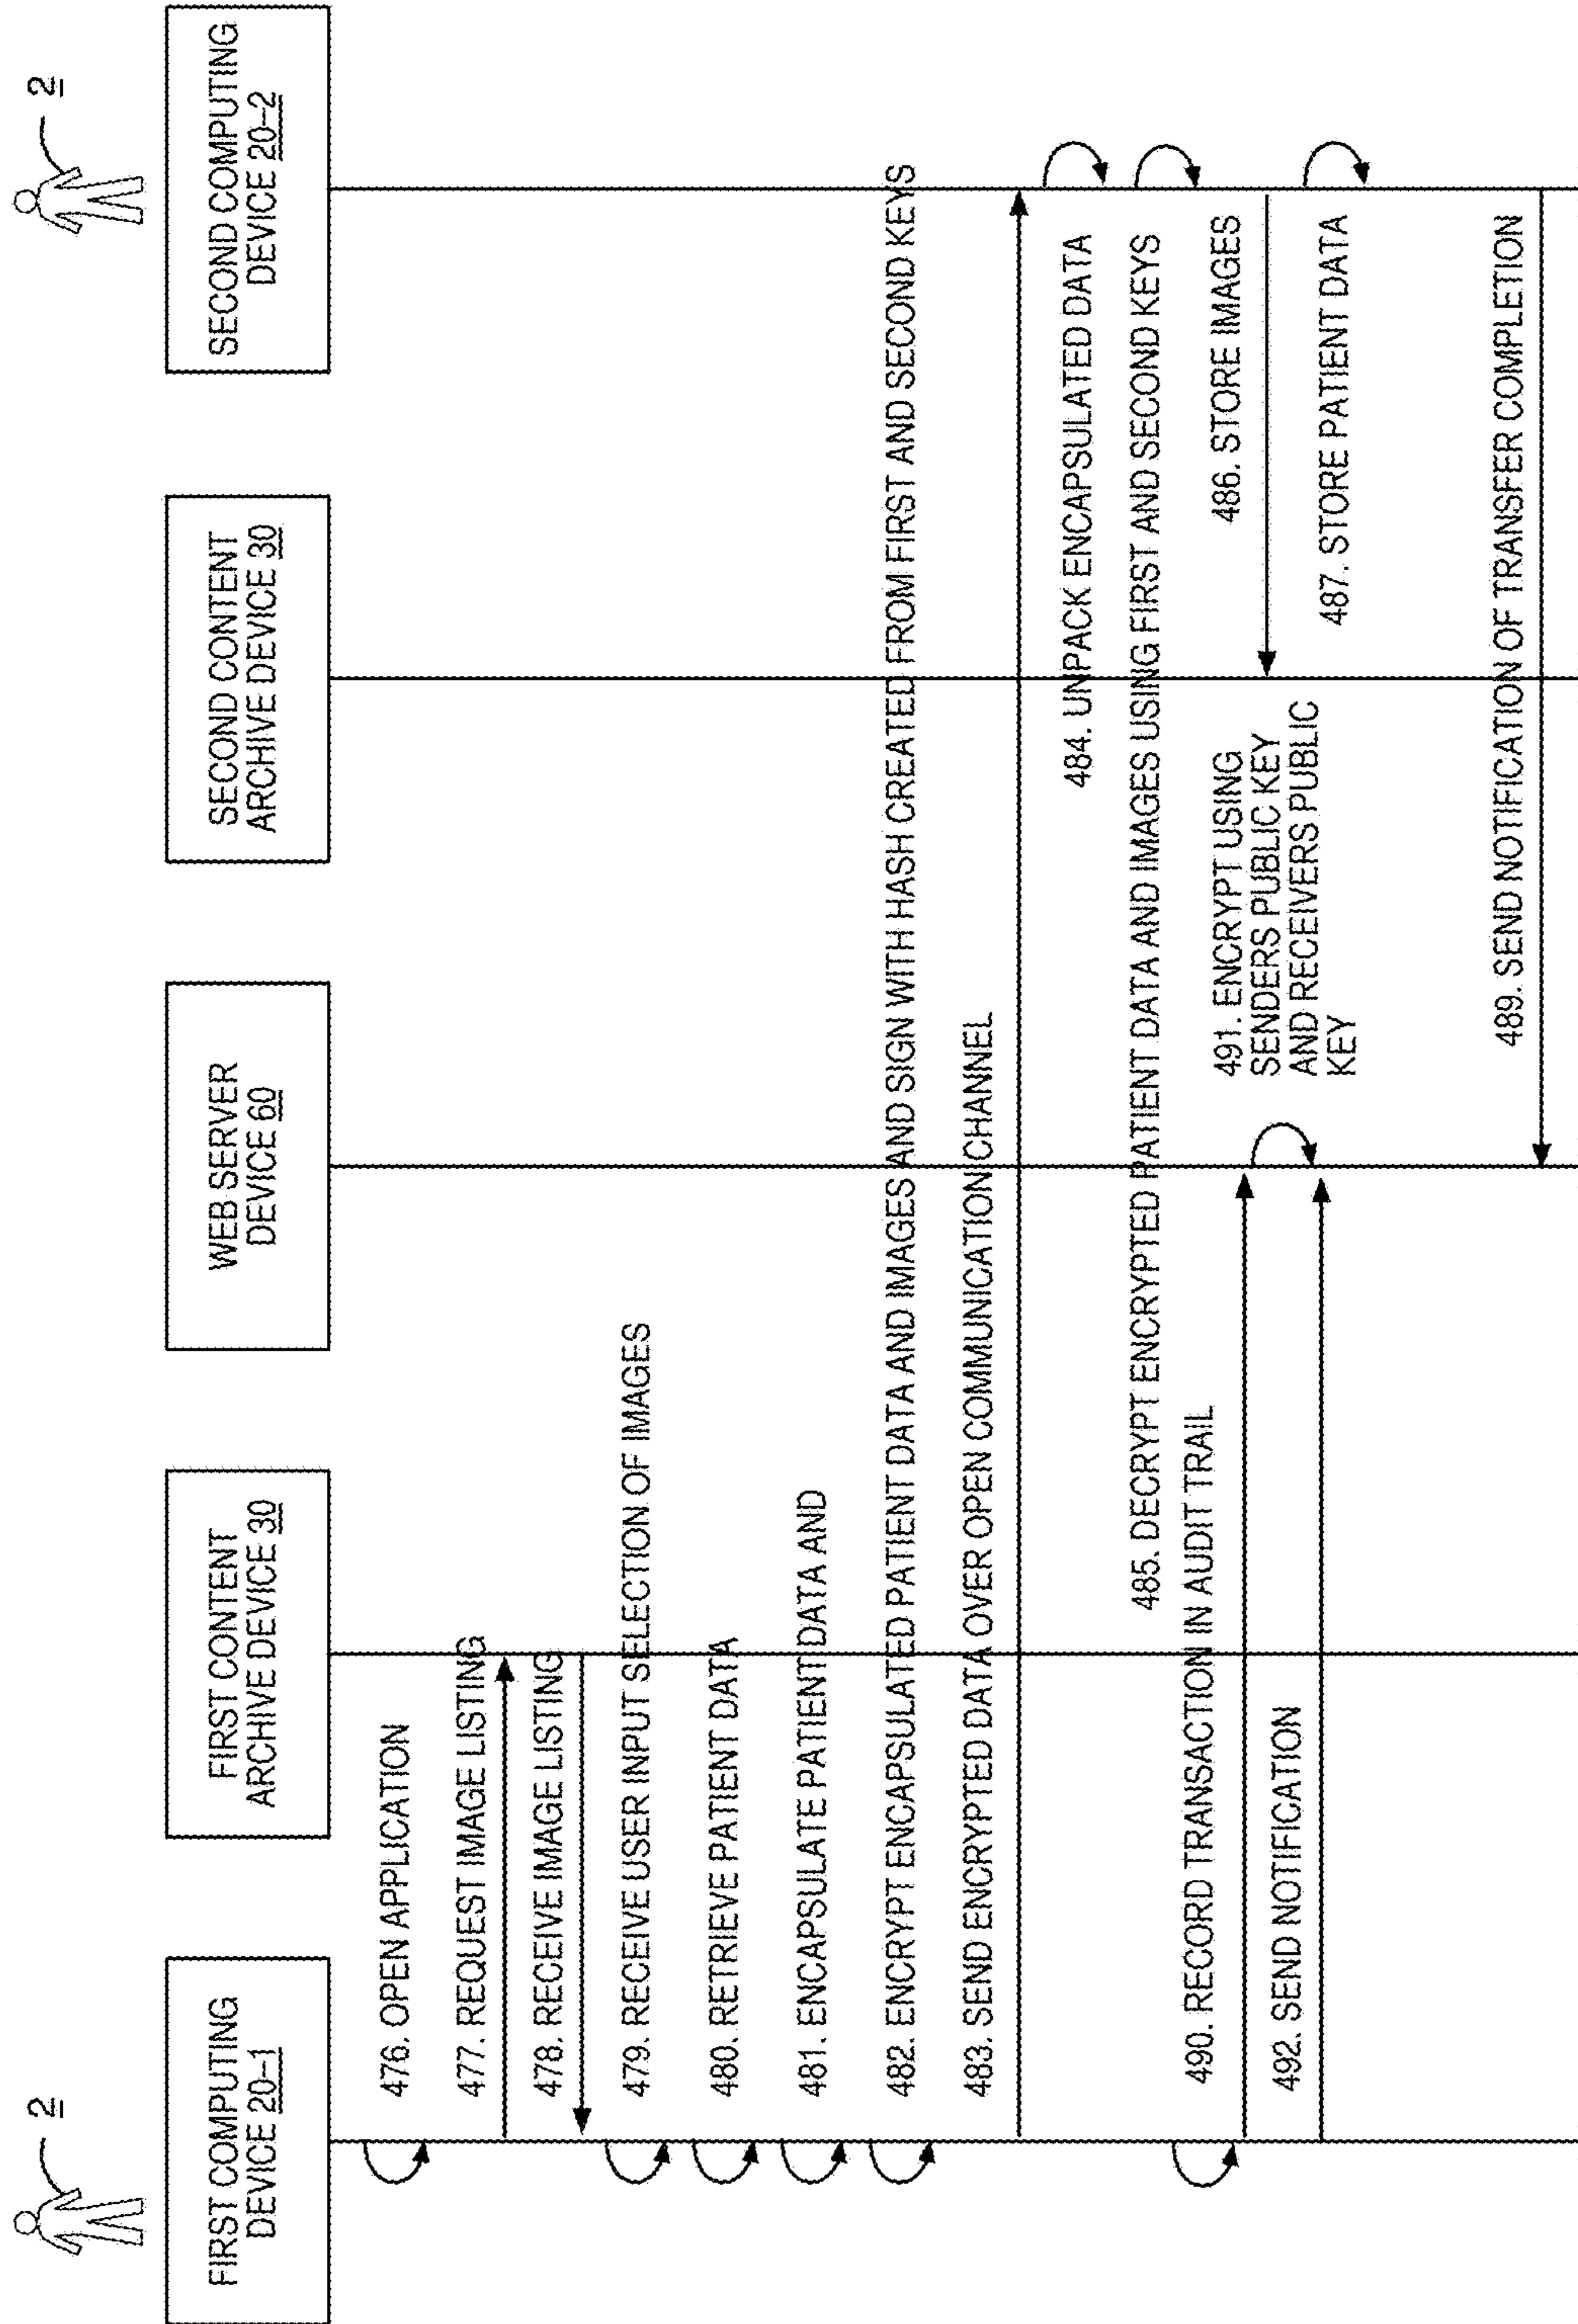 2
2
FIRST COMPUTING
DEVICE 20-1
FIRST CONTENT
ARCHIVE DEVICE 30
WEB SERVER
DEVICE 60
SECOND CONTENT
ARCHIVE DEVICE 30
SECOND COMPUTING
DEVICE 20-2
476. OPEN APPLICATION
477. REQUEST IMAGE LISTING
478. RECEIVE IMAGE LISTING
479. RECEIVE USER INPUT SELECTION OF IMAGES
480. RETRIEVE PATIENT DATA
481. ENCAPSULATE PATIENT DATA AND
482. ENCRYPT ENCAPSULATED PATIENT DATA AND IMAGES AND SIGN WITH HASH CREATED FROM FIRST AND SECOND KEYS
483. SEND ENCRYPTED DATA OVER OPEN COMMUNICATION CHANNEL
484. UNPACK ENCAPSULATED DATA
485. DECRYPT ENCRYPTED PATIENT DATA AND IMAGES USING FIRST AND SECOND KEYS
490. RECORD TRANSACTION IN AUDIT TRAIL
491. ENCRYPT USING
SENDERS PUBLIC KEY
AND RECEIVERS PUBLIC
KEY
486. STORE IMAGES
492. SEND NOTIFICATION
487. STORE PATIENT DATA
489. SEND NOTIFICATION OF TRANSFER COMPLETION